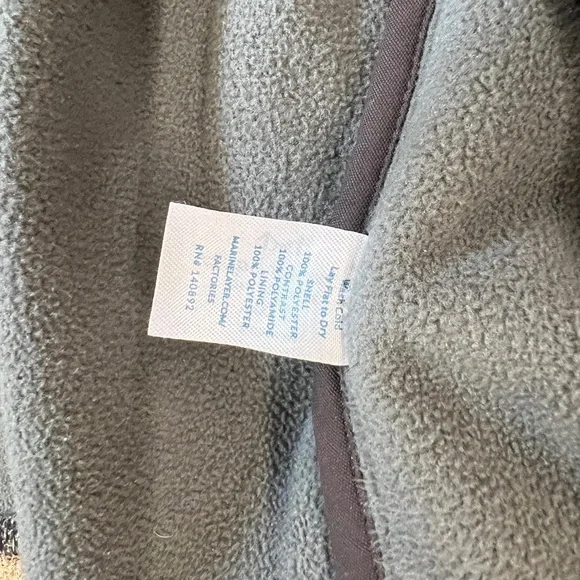 Wash Cold
Lay Flat to Dry
SHELL
100% POLYESTER
CONTRAST
100% POLYAMIDE
LINING
100% POLYESTER
MARINELAYER.COM/
FACTORIES
RN# 140892